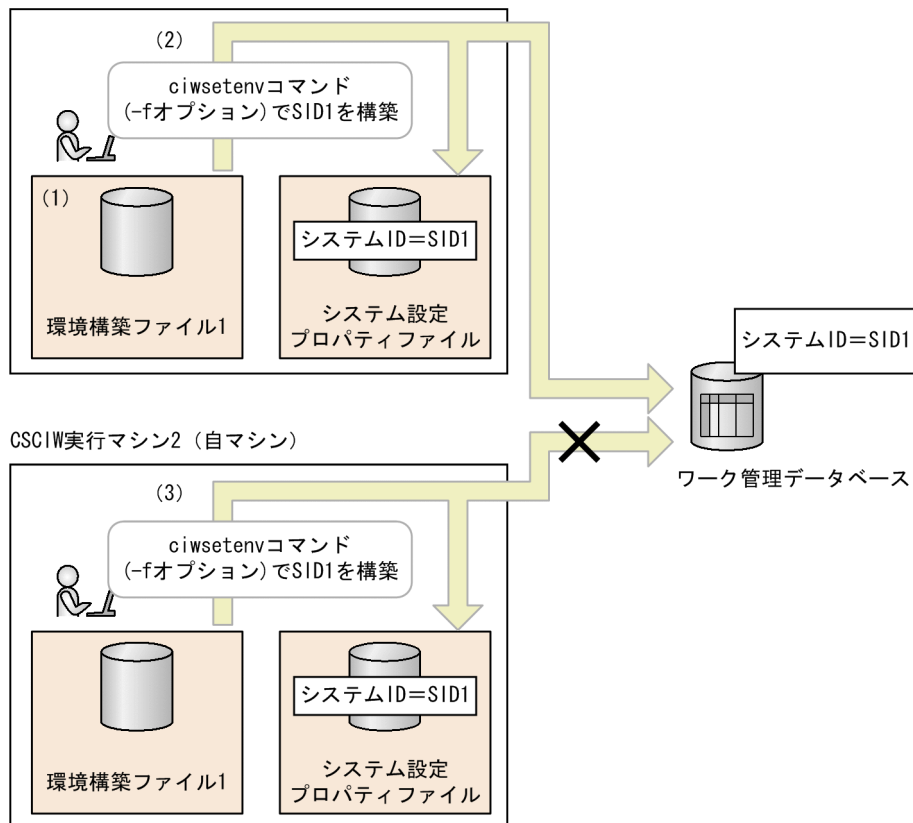 (2)
ciwsetenvコマンド
(-fオプション)でSID1を構築
(1)
システムID＝SID1
環境構築ファイル1
システム設定
プロパティファイル
システムID＝SID1
ワーク管理データベース
CSCIW実行マシン2（自マシン）
(3)
ciwsetenvコマンド
(-fオプション)でSID1を構築
システムID＝SID1
環境構築ファイル1
システム設定
プロパティファイル